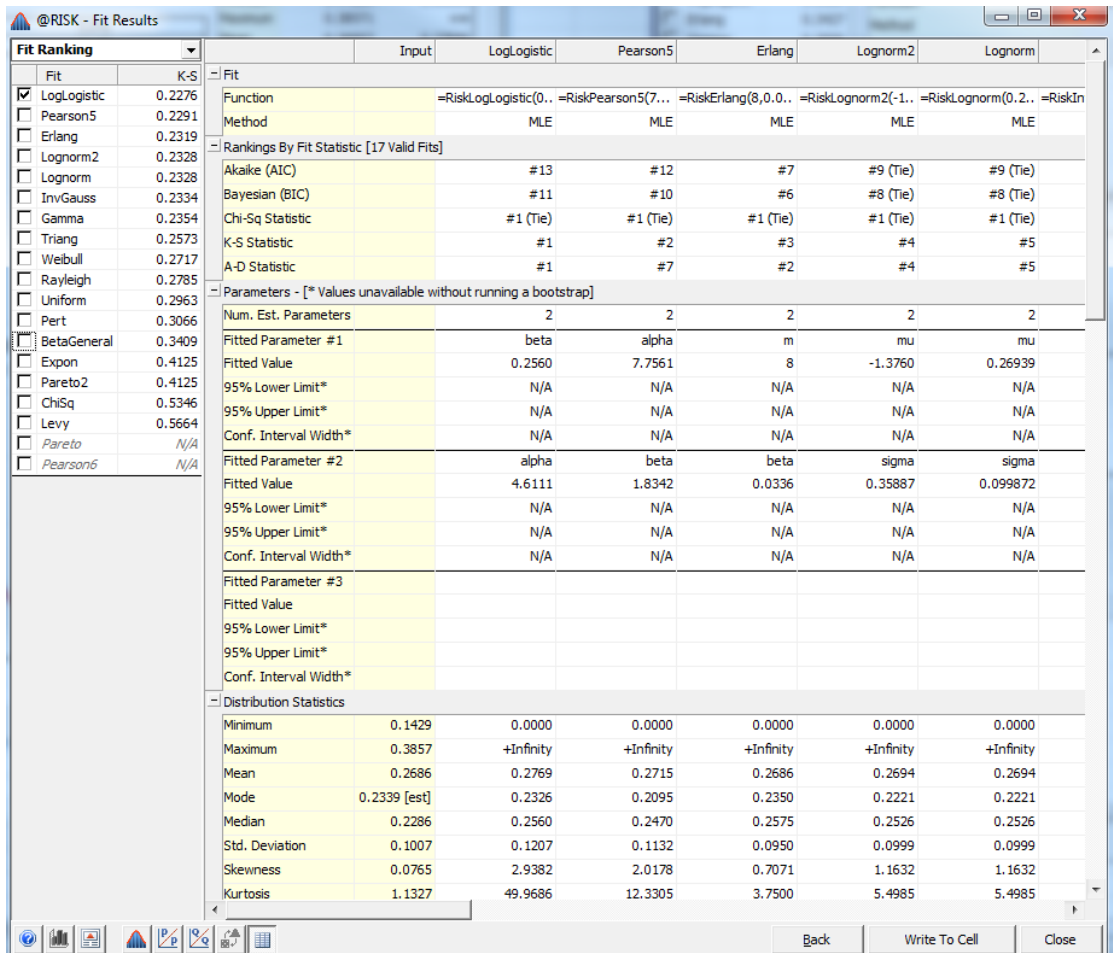 @RISK - Fit Results
Fit Ranking
Fit K-S
LogLogistic 0.2276
Pearson5 0.2291
Erlang 0.2319
Lognorm2 0.2328
Lognorm 0.2328
InvGauss 0.2334
Gamma 0.2354
Triang 0.2573
Weibull 0.2717
Rayleigh 0.2785
Uniform 0.2963
Pert 0.3066
BetaGeneral 0.3409
Expon 0.4125
Pareto2 0.4125
ChiSq 0.5346
Levy 0.5664
Pareto N/A
Pearson6 N/A
Input LogLogistic Pearson5 Erlang Lognorm2 Lognorm
Fit
Function =RiskLogLogistic(0.. =RiskPearson5(7... =RiskErlang(8,0.0.. =RiskLognorm2(-1.. =RiskLognorm(0.2.. =RiskIn
Method MLE MLE MLE MLE MLE
Rankings By Fit Statistic [17 Valid Fits]
Akaike (AIC) #13 #12 #7 #9 (Tie) #9 (Tie)
Bayesian (BIC) #11 #10 #6 #8 (Tie) #8 (Tie)
Chi-Sq Statistic #1 (Tie) #1 (Tie) #1 (Tie) #1 (Tie) #1 (Tie)
K-S Statistic #1 #2 #3 #4 #5
A-D Statistic #1 #7 #2 #4 #5
Parameters - [* Values unavailable without running a bootstrap]
Num. Est. Parameters 2 2 2 2 2
Fitted Parameter #1 beta alpha m mu mu
Fitted Value 0.2560 7.7561 8 -1.3760 0.26939
95% Lower Limit* N/A N/A N/A N/A N/A
95% Upper Limit* N/A N/A N/A N/A N/A
Conf. Interval Width* N/A N/A N/A N/A N/A
Fitted Parameter #2 alpha beta beta sigma sigma
Fitted Value 4.6111 1.8342 0.0336 0.35887 0.099872
95% Lower Limit* N/A N/A N/A N/A N/A
95% Upper Limit* N/A N/A N/A N/A N/A
Conf. Interval Width* N/A N/A N/A N/A N/A
Fitted Parameter #3
Fitted Value
95% Lower Limit*
95% Upper Limit*
Conf. Interval Width*
Distribution Statistics
Minimum 0.1429 0.0000 0.0000 0.0000 0.0000 0.0000
Maximum 0.3857 +Infinity +Infinity +Infinity +Infinity +Infinity
Mean 0.2686 0.2769 0.2715 0.2686 0.2694 0.2694
Mode 0.2339 [est] 0.2326 0.2095 0.2350 0.2221 0.2221
Median 0.2286 0.2560 0.2470 0.2575 0.2526 0.2526
Std. Deviation 0.1007 0.1207 0.1132 0.0950 0.0999 0.0999
Skewness 0.0765 2.9382 2.0178 0.7071 1.1632 1.1632
Kurtosis 1.1327 49.9686 12.3305 3.7500 5.4985 5.4985
Back Write To Cell Close